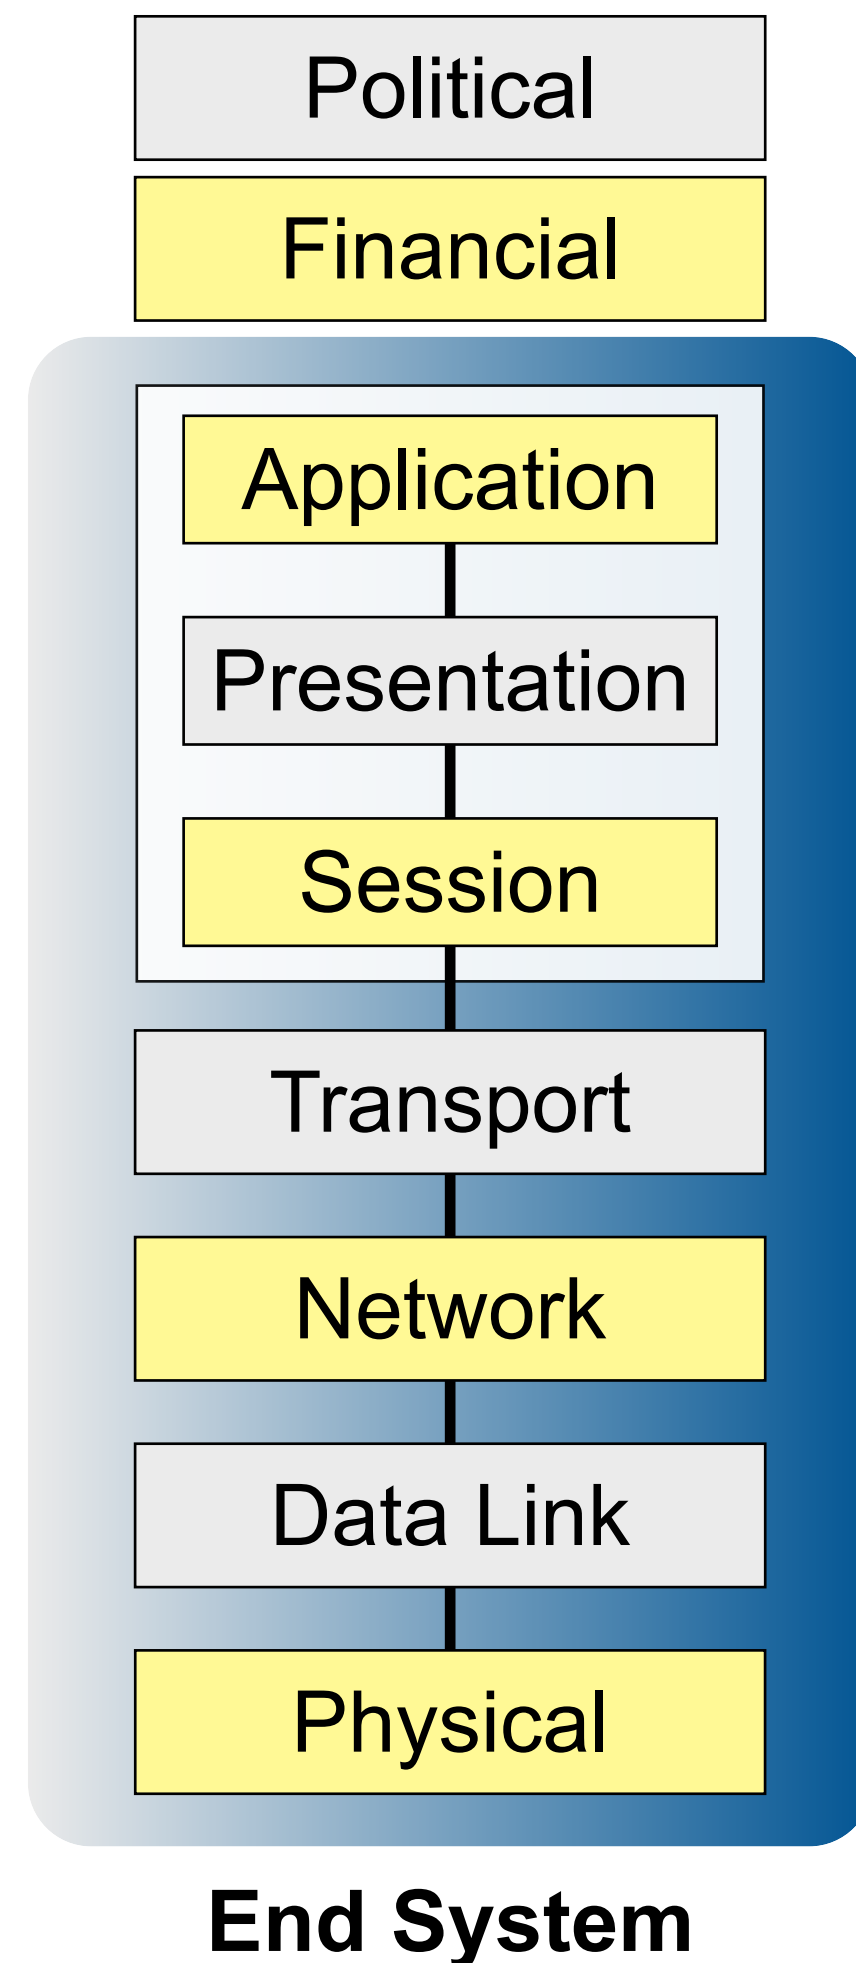 Political
Financial
Application
Presentation
Session
Transport
Network
Data Link
Physical
End System